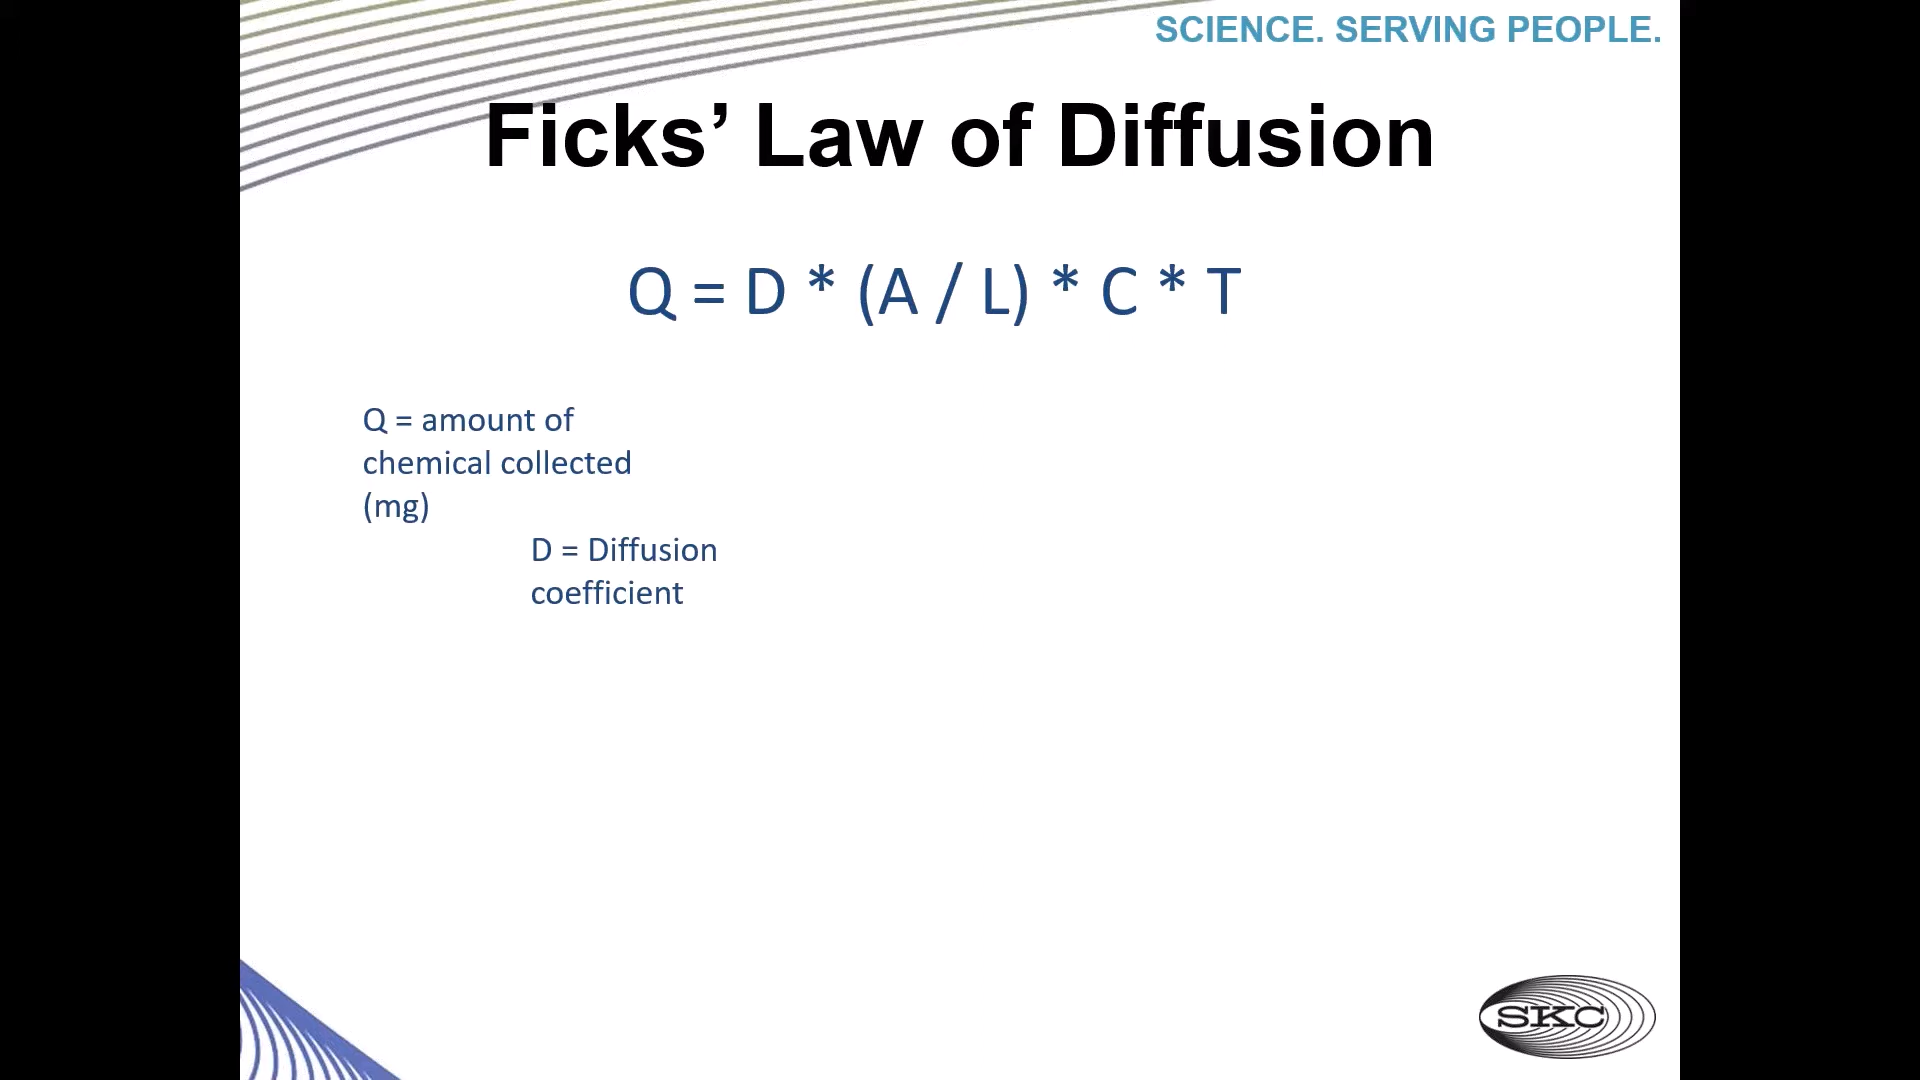 SCIENCE. SERVING PEOPLE.
Ficks’ Law of Diffusion
Q = D * (A / L) * C * T
Q = amount of
chemical collected
(mg)
D = Diffusion
coefficient
SKC